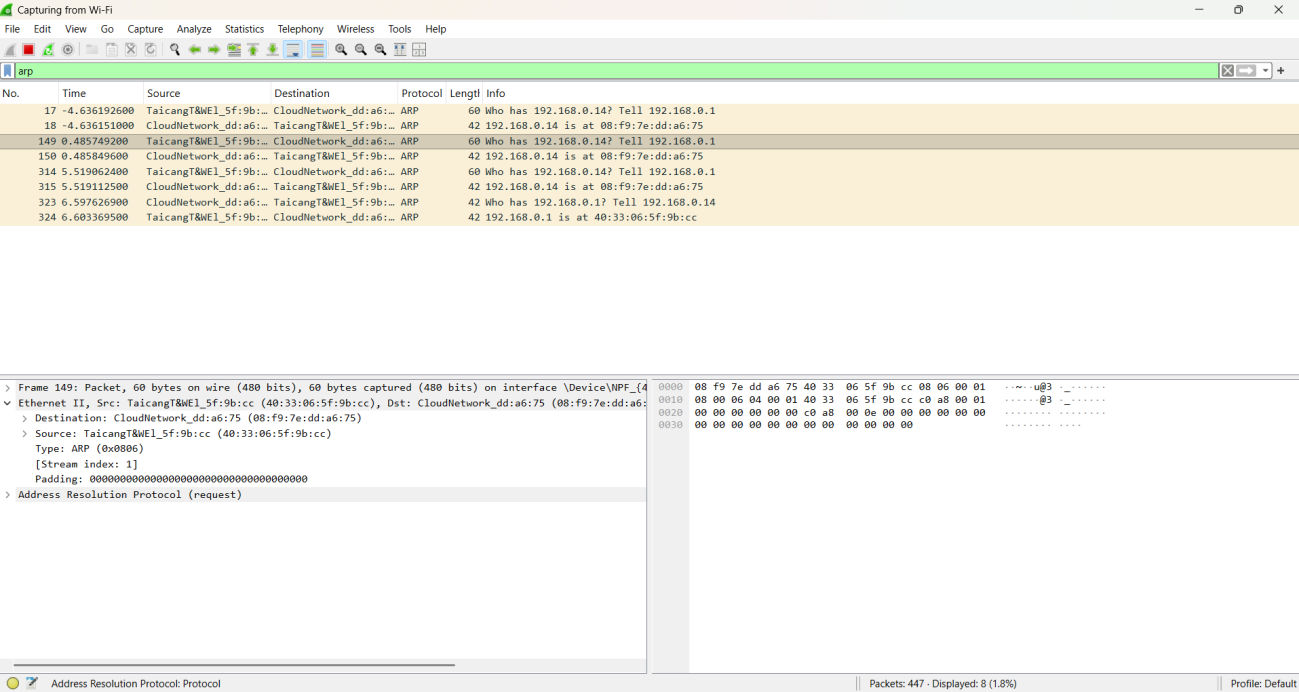 Capturing from Wi-Fi
File Edit View Go Capture Analyze Statistics Telephony Wireless Tools Help
arp
No. Time Source Destination Protocol Lengtl Info
17 -4.636192600 TaicangT&WEl_5f:9b:… CloudNetwork_dd:a6:… ARP 60 Who has 192.168.0.14? Tell 192.168.0.1
18 -4.636151000 CloudNetwork_dd:a6:… TaicangT&WEl_5f:9b:… ARP 42 192.168.0.14 is at 08:f9:7e:dd:a6:75
149 0.485749200 TaicangT&WEl_5f:9b:… CloudNetwork_dd:a6:… ARP 60 Who has 192.168.0.14? Tell 192.168.0.1
150 0.485849600 CloudNetwork_dd:a6:… TaicangT&WEl_5f:9b:… ARP 42 192.168.0.14 is at 08:f9:7e:dd:a6:75
314 5.519062400 TaicangT&WEl_5f:9b:… CloudNetwork_dd:a6:… ARP 60 Who has 192.168.0.14? Tell 192.168.0.1
315 5.519112500 CloudNetwork_dd:a6:… TaicangT&WEl_5f:9b:… ARP 42 192.168.0.14 is at 08:f9:7e:dd:a6:75
323 6.597626900 CloudNetwork_dd:a6:… TaicangT&WEl_5f:9b:… ARP 42 Who has 192.168.0.1? Tell 192.168.0.14
324 6.603369500 TaicangT&WEl_5f:9b:… CloudNetwork_dd:a6:… ARP 42 192.168.0.1 is at 40:33:06:5f:9b:cc
Frame 149: Packet, 60 bytes on wire (480 bits), 60 bytes captured (480 bits) on interface \Device\NPF_{4
Ethernet II, Src: TaicangT&WEl_5f:9b:cc (40:33:06:5f:9b:cc), Dst: CloudNetwork_dd:a6:75 (08:f9:7e:dd:a6:
Destination: CloudNetwork_dd:a6:75 (08:f9:7e:dd:a6:75)
Source: TaicangT&WEl_5f:9b:cc (40:33:06:5f:9b:cc)
Type: ARP (0x0806)
[Stream index: 1]
Padding: 000000000000000000000000000000000000
Address Resolution Protocol (request)
0000 08 f9 7e dd a6 75 40 33 06 5f 9b cc 08 06 00 01 ··~··u@3 ·_······
0010 08 00 06 04 00 01 40 33 06 5f 9b cc c0 a8 00 01 ······@3 ·_······
0020 00 00 00 00 00 00 c0 a8 00 0e 00 00 00 00 00 00 ········ ········
0030 00 00 00 00 00 00 00 00 00 00 00 00 ········ ····
Address Resolution Protocol: Protocol
Packets: 447 · Displayed: 8 (1.8%)
Profile: Default